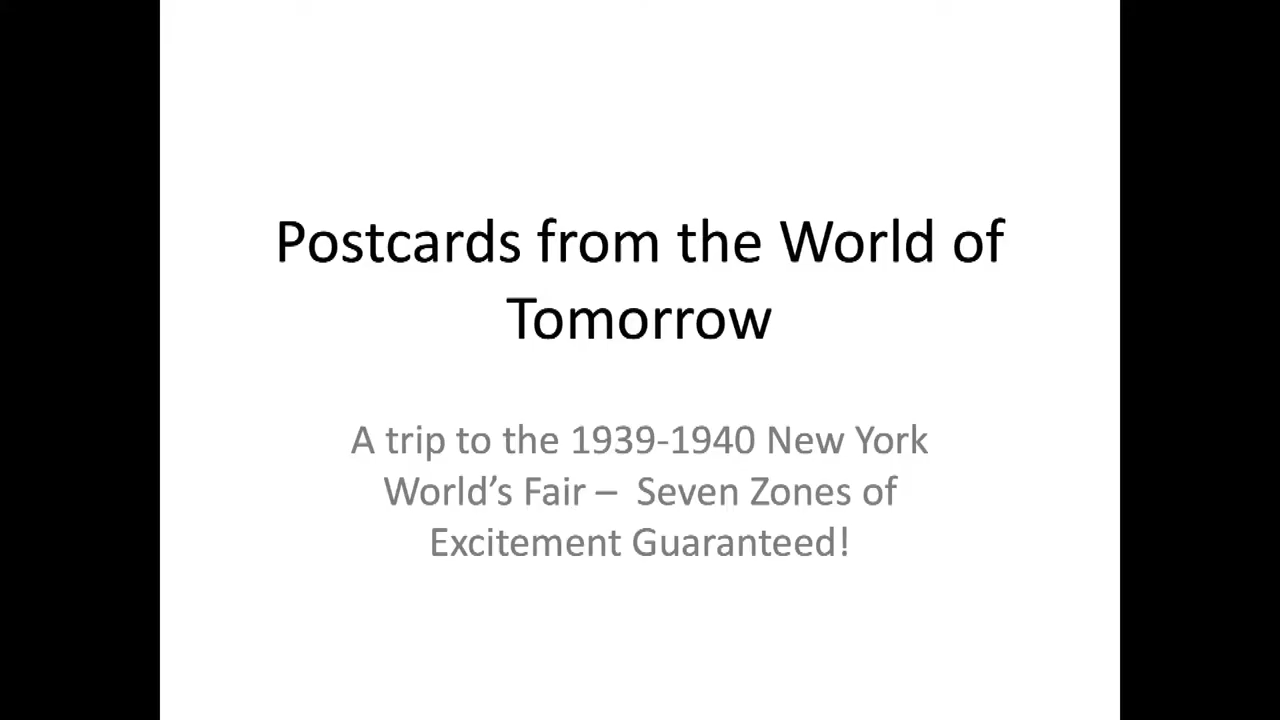 Postcards from the World of
Tomorrow
A trip to the 1939-1940 New York
World’s Fair –  Seven Zones of
Excitement Guaranteed!